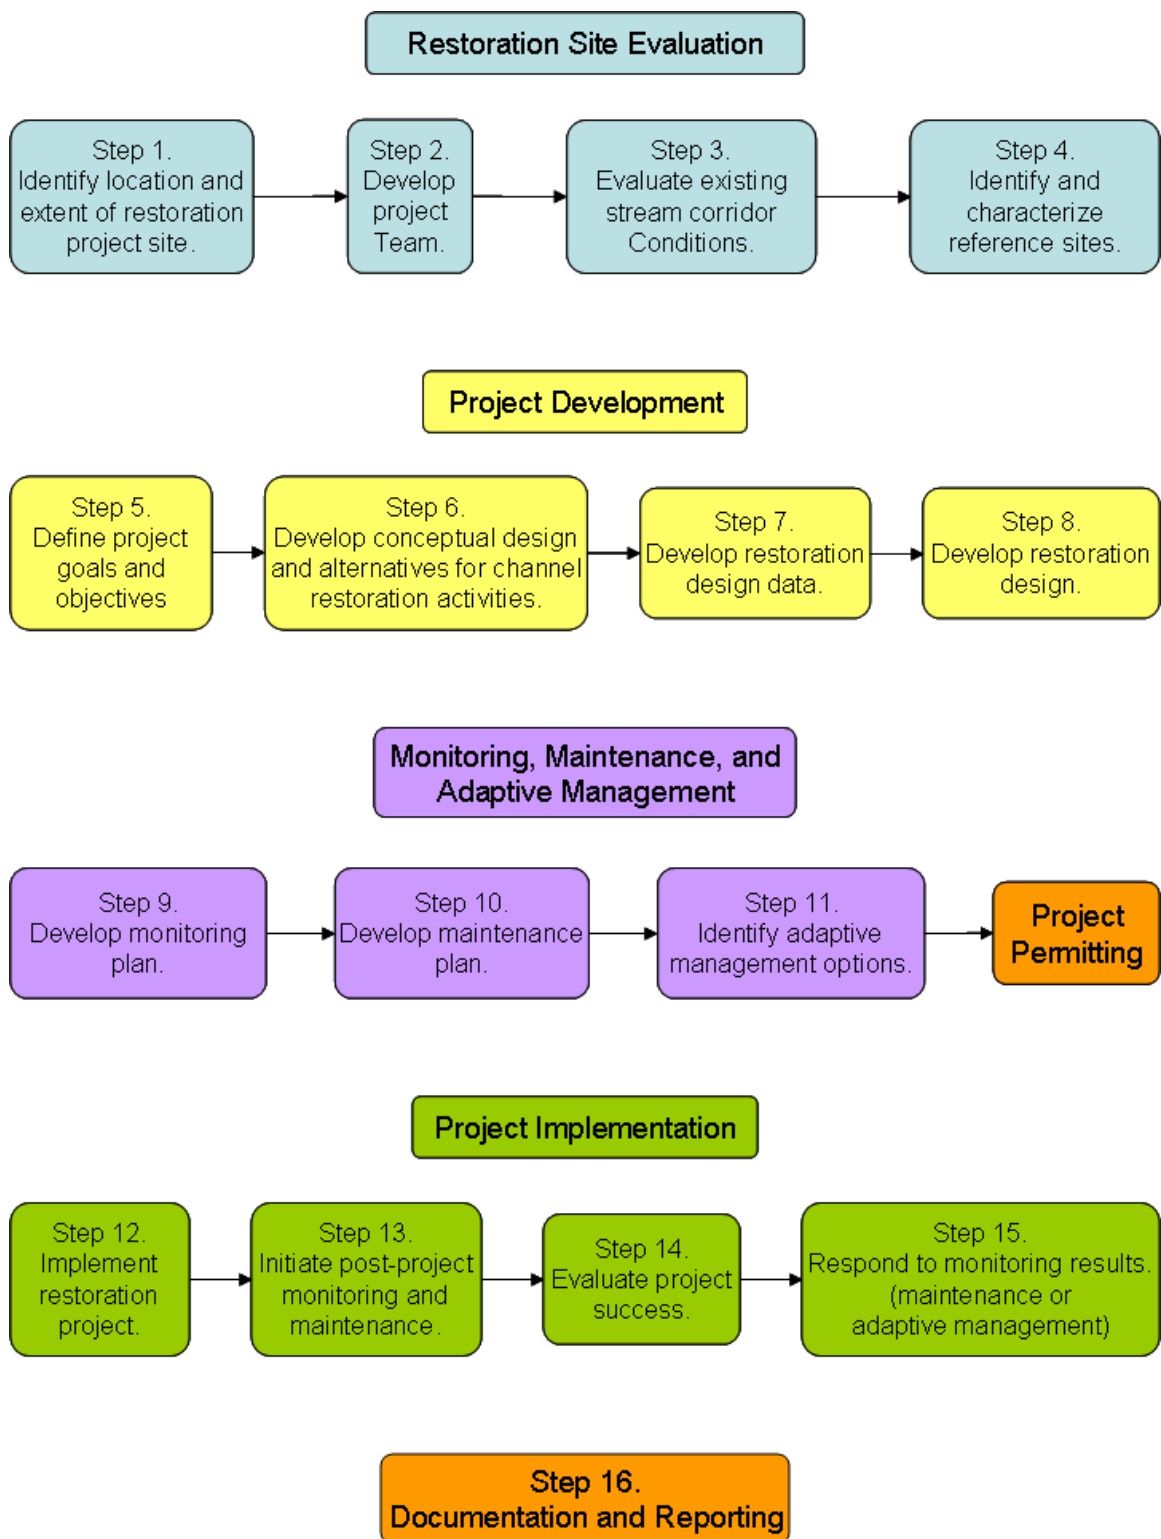 Restoration Site Evaluation
Step 1.
Identify location and
extent of restoration
project site.
Step 2.
Develop
project
Team.
Step 3.
Evaluate existing
stream corridor
Conditions.
Step 4.
Identify and
characterize
reference sites.
Project Development
Step 5.
Define project
goals and
objectives
Step 6.
Develop conceptual design
and alternatives for channel
restoration activities.
Step 7.
Develop restoration
design data.
Step 8.
Develop restoration
design.
Monitoring, Maintenance, and
Adaptive Management
Step 9.
Develop monitoring
plan.
Step 10.
Develop maintenance
plan.
Step 11.
Identify adaptive
management options.
Project
Permitting
Project Implementation
Step 12.
Implement
restoration
project.
Step 13.
Initiate post-project
monitoring and
maintenance.
Step 14.
Evaluate project
success.
Step 15.
Respond to monitoring results.
(maintenance or
adaptive management)
Step 16.
Documentation and Reporting